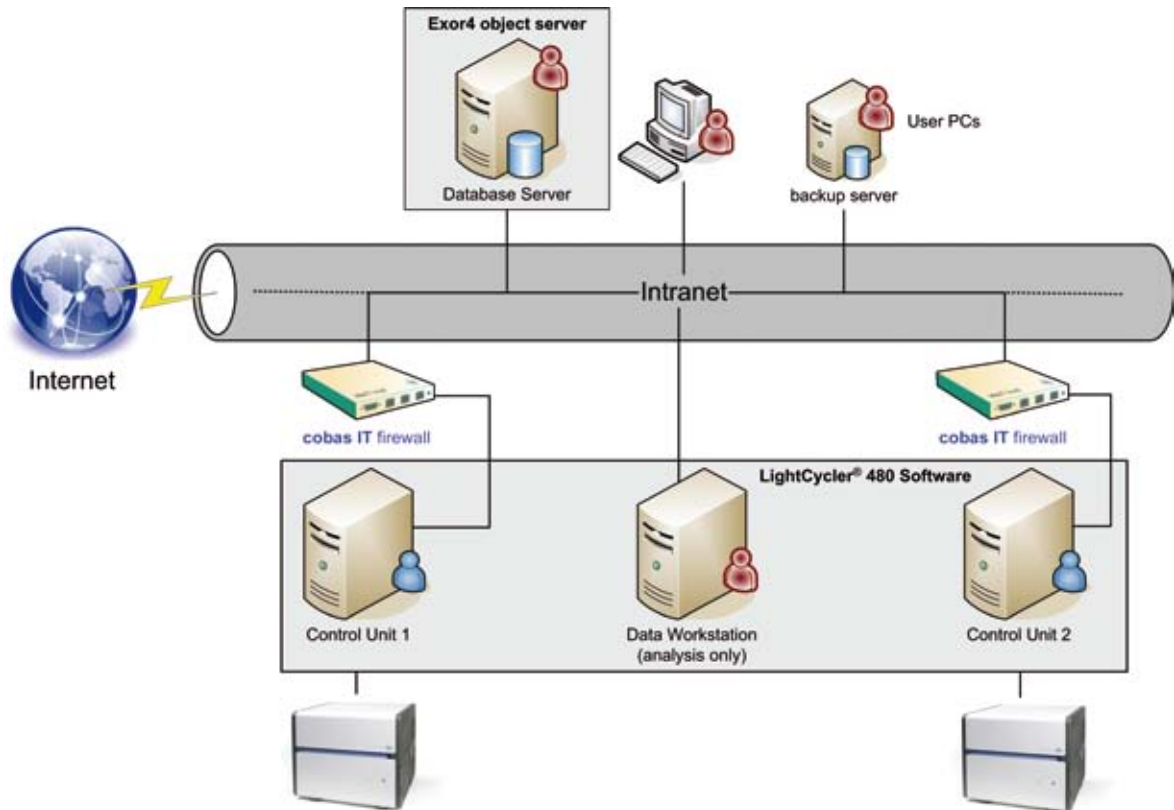 Exor4 object server
Database Server
User PCs
backup server
Intranet
Internet
cobas IT firewall
cobas IT firewall
LightCycler® 480 Software
Control Unit 1
Data Workstation
(analysis only)
Control Unit 2